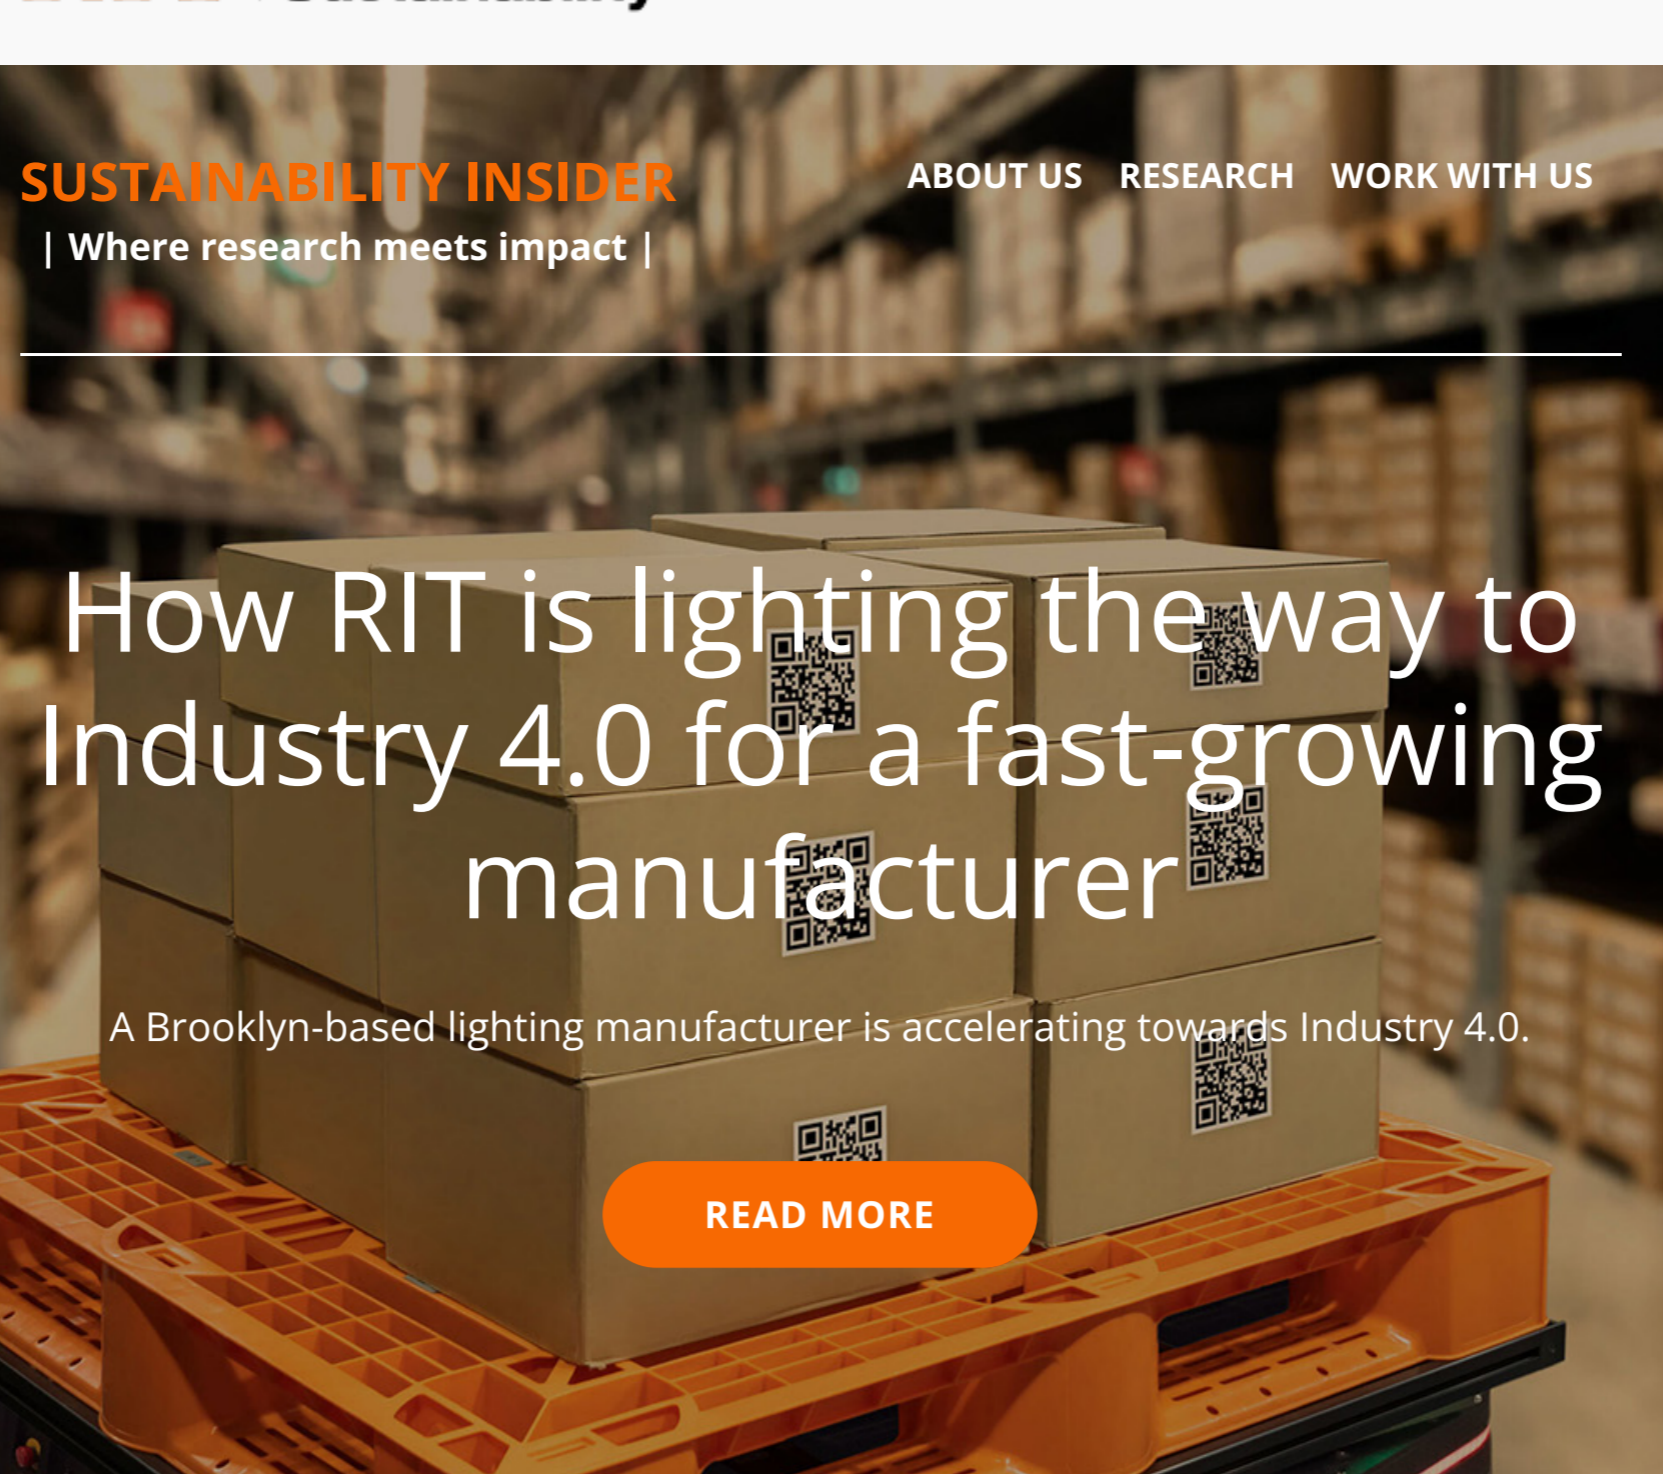 SUSTAINABILITY INSIDER
| Where research meets impact |
ABOUT US RESEARCH WORK WITH US
How RIT is lighting the way to
Industry 4.0 for a fast-growing
manufacturer
A Brooklyn-based lighting manufacturer is accelerating towards Industry 4.0.
READ MORE